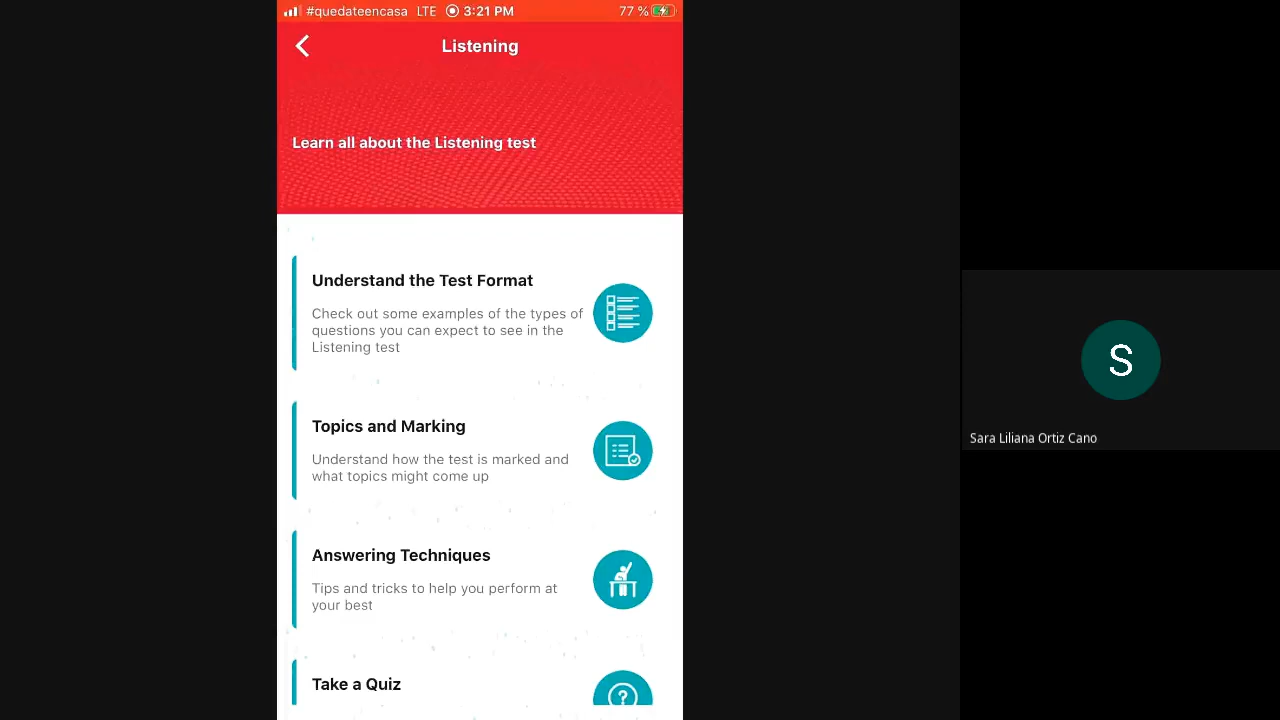 #quedateencasa LTE 3:21 PM 77 %
Listening
Learn all about the Listening test
Understand the Test Format
Check out some examples of the types of
questions you can expect to see in the
Listening test
Topics and Marking
Understand how the test is marked and
what topics might come up
Answering Techniques
Tips and tricks to help you perform at
your best
Take a Quiz
S
Sara Liliana Ortiz Cano